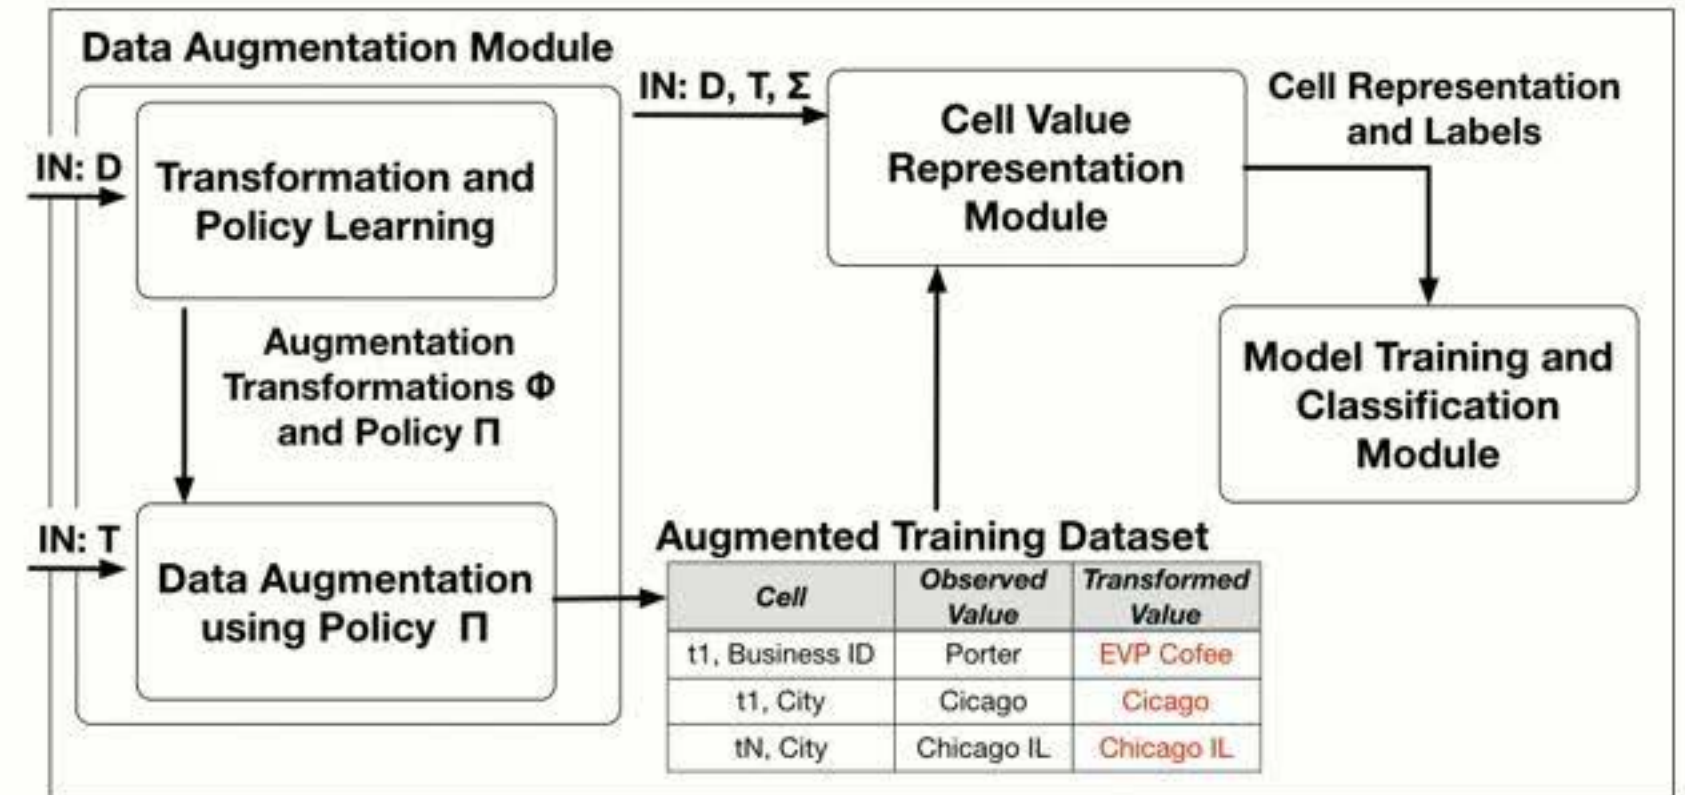 Data Augmentation Module
IN: D
Transformation and
Policy Learning
Augmentation
Transformations Φ
and Policy Π
IN: T
Data Augmentation
using Policy Π
IN: D, T, Σ
Cell Value
Representation
Module
Cell Representation
and Labels
Model Training and
Classification
Module
Augmented Training Dataset
Cell Observed Value Transformed Value
t1, Business ID Porter EVP Cofee
t1, City Cicago Cicago
tN, City Chicago IL Chicago IL